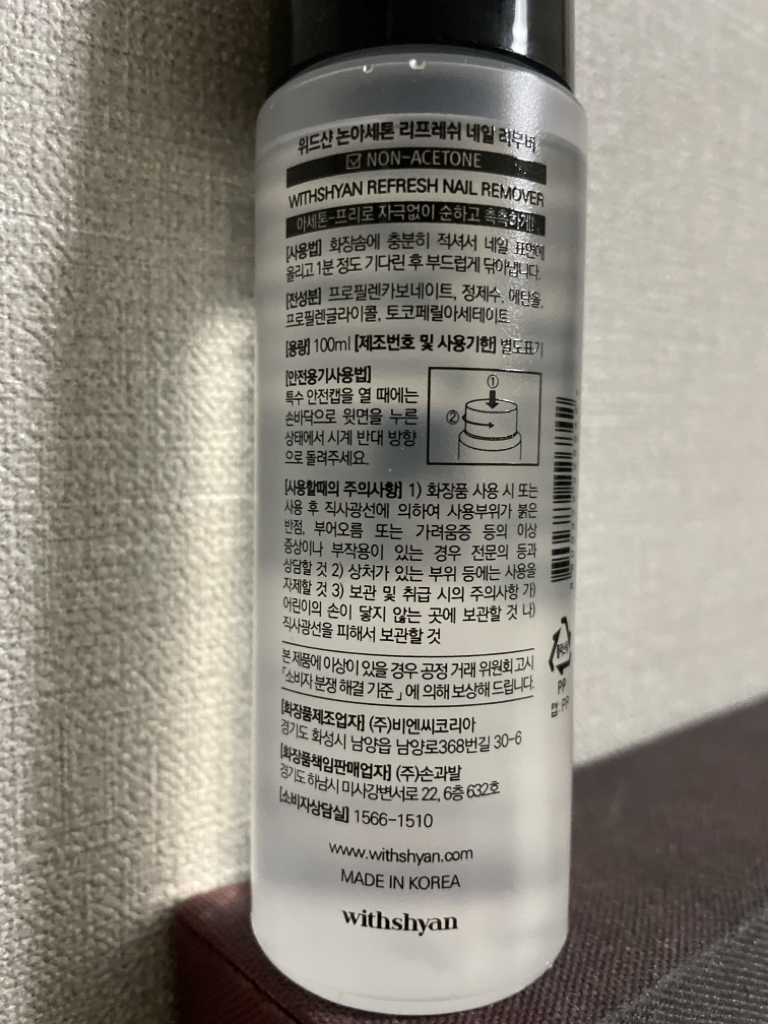 위드샨 논아세톤 리프레쉬 네일 리무버
NON-ACETONE
WITHSHYAN REFRESH NAIL REMOVER
아세톤-프리로 자극없이 순하고 촉촉하게!
[사용법] 화장솜에 충분히 적셔서 네일 표면에
올리고 1분 정도 기다린 후 부드럽게 닦아냅니다.
[전성분] 프로필렌카보네이트, 정제수, 에탄올,
프로필렌글라이콜, 토코페릴아세테이트
[용량] 100ml [제조번호 및 사용기한] 별도표기
[안전용기사용법]
특수 안전캡을 열 때에는
손바닥으로 윗면을 누른
상태에서 시계 반대 방향
으로 돌려주세요.
①
②
[사용할때의 주의사항] 1) 화장품 사용 시 또는
사용 후 직사광선에 의하여 사용부위가 붉은
반점, 부어오름 또는 가려움증 등의 이상
증상이나 부작용이 있는 경우 전문의 등과
상담할 것 2) 상처가 있는 부위 등에는 사용을
자제할 것 3) 보관 및 취급 시의 주의사항 가)
어린이의 손이 닿지 않는 곳에 보관할 것 나)
직사광선을 피해서 보관할 것
본 제품에 이상이 있을 경우 공정 거래 위원회 고시
「소비자 분쟁 해결 기준」에 의해 보상해 드립니다.
[화장품제조업자] (주)비엔씨코리아
경기도 화성시 남양읍 남양로368번길 30-6
[화장품책임판매업자] (주)손과발
경기도 하남시 미사강변서로 22, 6층 632호
[소비자상담실] 1566-1510
www.withshyan.com
MADE IN KOREA
withshyan
PP
캡:PP